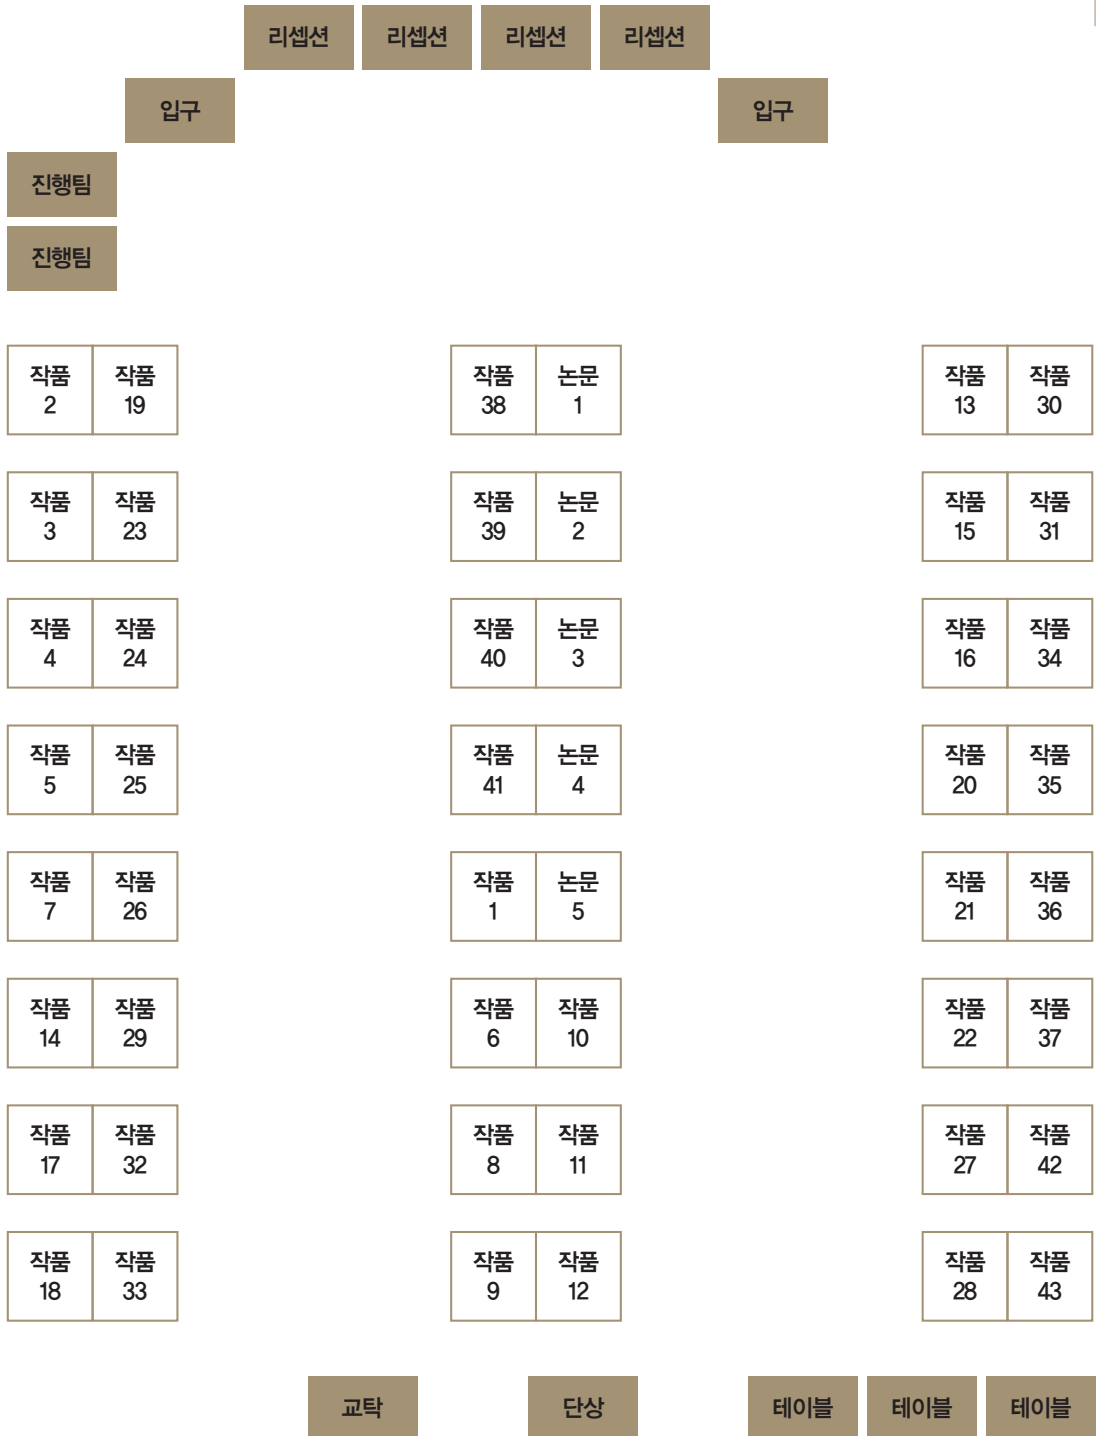 리셉션 리셉션 리셉션 리셉션
입구 입구
진행팀
진행팀
작품 작품 작품 논문 작품 작품
2 19 38 1 13 30
작품 작품 작품 논문 작품 작품
3 23 39 2 15 31
작품 작품 작품 논문 작품 작품
4 24 40 3 16 34
작품 작품 작품 논문 작품 작품
5 25 41 4 20 35
작품 작품 작품 논문 작품 작품
7 26 1 5 21 36
작품 작품 작품 작품 작품 작품
14 29 6 10 22 37
작품 작품 작품 작품 작품 작품
17 32 8 11 27 42
작품 작품 작품 작품 작품 작품
18 33 9 12 28 43
교탁 단상 테이블 테이블 테이블